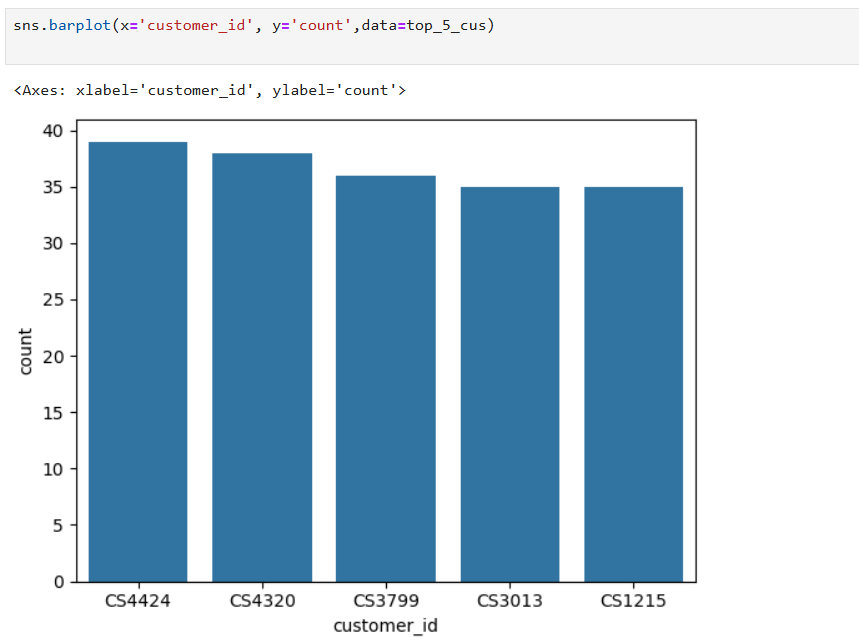 sns.barplot(x='customer_id', y='count',data=top_5_cus)
<Axes: xlabel='customer_id', ylabel='count'>
40
35
30
25
20
15
10
5
0
count
CS4424 CS4320 CS3799 CS3013 CS1215
customer_id